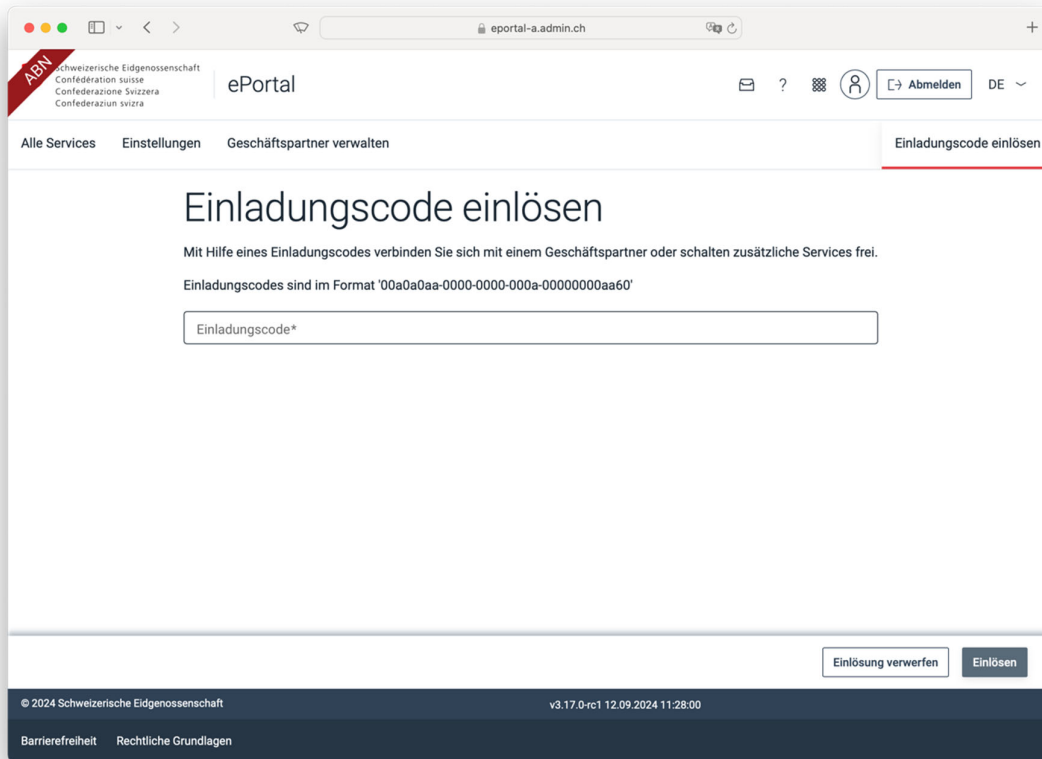 eportal-a.admin.ch
ABN
Schweizerische Eidgenossenschaft
Confédération suisse
Confederazione Svizzera
Confederaziun svizra
ePortal
?
Abmelden
DE
Alle Services
Einstellungen
Geschäftspartner verwalten
Einladungscode einlösen
Einladungscode einlösen
Mit Hilfe eines Einladungscodes verbinden Sie sich mit einem Geschäftspartner oder schalten zusätzliche Services frei.
Einladungscodes sind im Format '00a0a0aa-0000-0000-000a-00000000aa60'
Einladungscode*
Einlösung verwerfen
Einlösen
© 2024 Schweizerische Eidgenossenschaft
v3.17.0-rc1 12.09.2024 11:28:00
Barrierefreiheit
Rechtliche Grundlagen